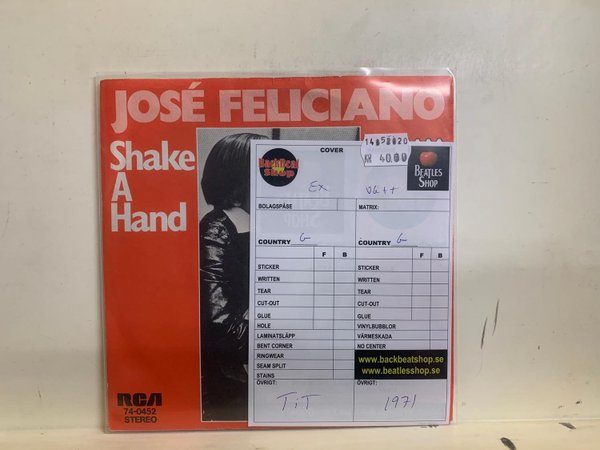 JOSÉ FELICIANO
Shake
A
Hand
RCA
74-0452
STEREO
COVER
BackBeat
Shop
KR 40,00
BEATLES
SHOP
Ex
VG++
BOLAGSPÅSE
MATRIX:
COUNTRY G
COUNTRY G
F B F B
STICKER STICKER
WRITTEN WRITTEN
TEAR TEAR
CUT-OUT CUT-OUT
GLUE GLUE
HOLE VINYLBUBBLOR
LAMINATSLÄPP VÄRMESKADA
BENT CORNER NO CENTER
RINGWEAR
SEAM SPLIT
STAINS
www.backbeatshop.se
www.beatlesshop.se
ÖVRIGT: ÖVRIGT:
TiT 1971